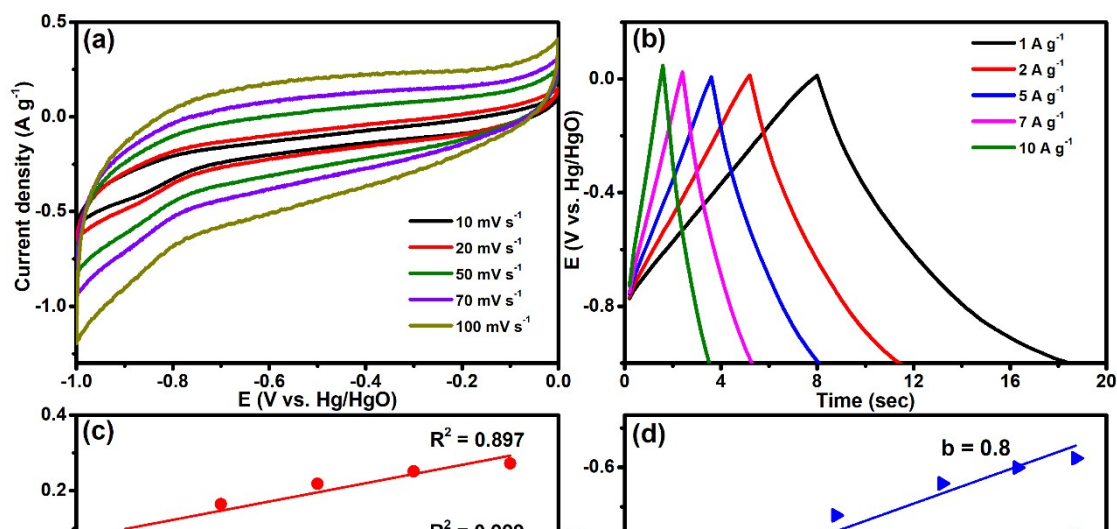 (a)
0.5
0.0
-0.5
-1.0
Current density (A g⁻¹)
10 mV s⁻¹
20 mV s⁻¹
50 mV s⁻¹
70 mV s⁻¹
100 mV s⁻¹
-1.0 -0.8 -0.6 -0.4 -0.2 0.0
E (V vs. Hg/HgO)
(b)
0.0
-0.4
-0.8
E (V vs. Hg/HgO)
1 A g⁻¹
2 A g⁻¹
5 A g⁻¹
7 A g⁻¹
10 A g⁻¹
0 4 8 12 16 20
Time (sec)
(c)
0.4
0.2
R² = 0.897
(d)
-0.6
b = 0.8